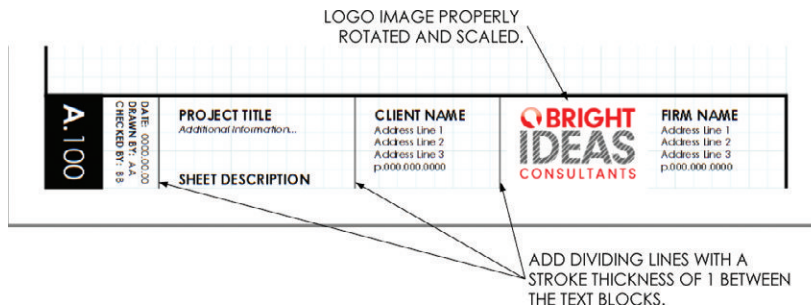 LOGO IMAGE PROPERLY
ROTATED AND SCALED.
A.100
DATE: 0000.00.00
DRAWN BY: AA
CHECKED BY: BB
PROJECT TITLE
Additional information...
SHEET DESCRIPTION
CLIENT NAME
Address Line 1
Address Line 2
Address Line 3
p.000.000.0000
BRIGHT
IDEAS
CONSULTANTS
FIRM NAME
Address Line 1
Address Line 2
Address Line 3
p.000.000.0000
ADD DIVIDING LINES WITH A
STROKE THICKNESS OF 1 BETWEEN
THE TEXT BLOCKS.